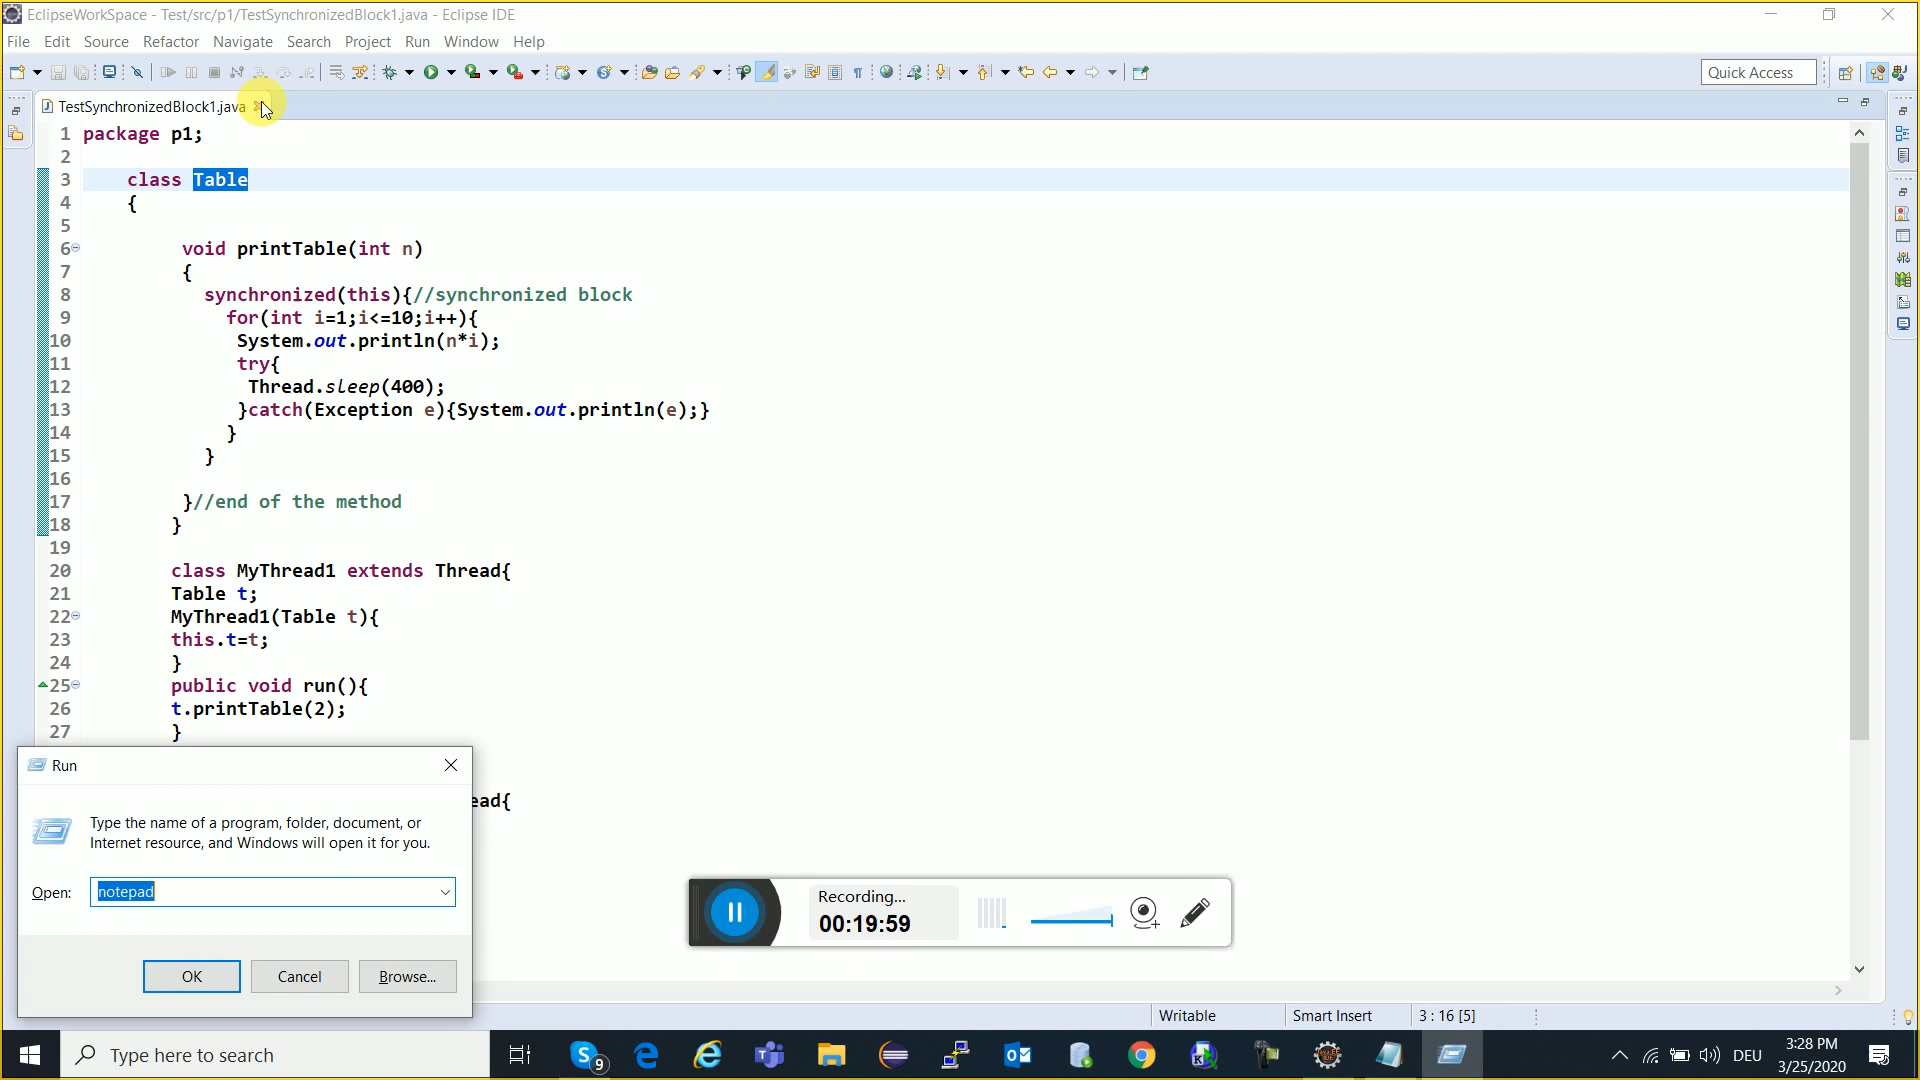 EclipseWorkSpace - Test/src/p1/TestSynchronizedBlock1.java - Eclipse IDE
File Edit Source Refactor Navigate Search Project Run Window Help
Quick Access
TestSynchronizedBlock1.java
1 package p1;
2
3 class Table
4 {
5
6 void printTable(int n)
7 {
8 synchronized(this){//synchronized block
9 for(int i=1;i<=10;i++){
10 System.out.println(n*i);
11 try{
12 Thread.sleep(400);
13 }catch(Exception e){System.out.println(e);}
14 }
15 }
16
17 }//end of the method
18 }
19
20 class MyThread1 extends Thread{
21 Table t;
22 MyThread1(Table t){
23 this.t=t;
24 }
25 public void run(){
26 t.printTable(2);
27 }
ead{
Run
Type the name of a program, folder, document, or
Internet resource, and Windows will open it for you.
Open: notepad
OK Cancel Browse...
Recording...
00:19:59
Writable Smart Insert 3 : 16 [5]
Type here to search
9
DEU
3:28 PM
3/25/2020